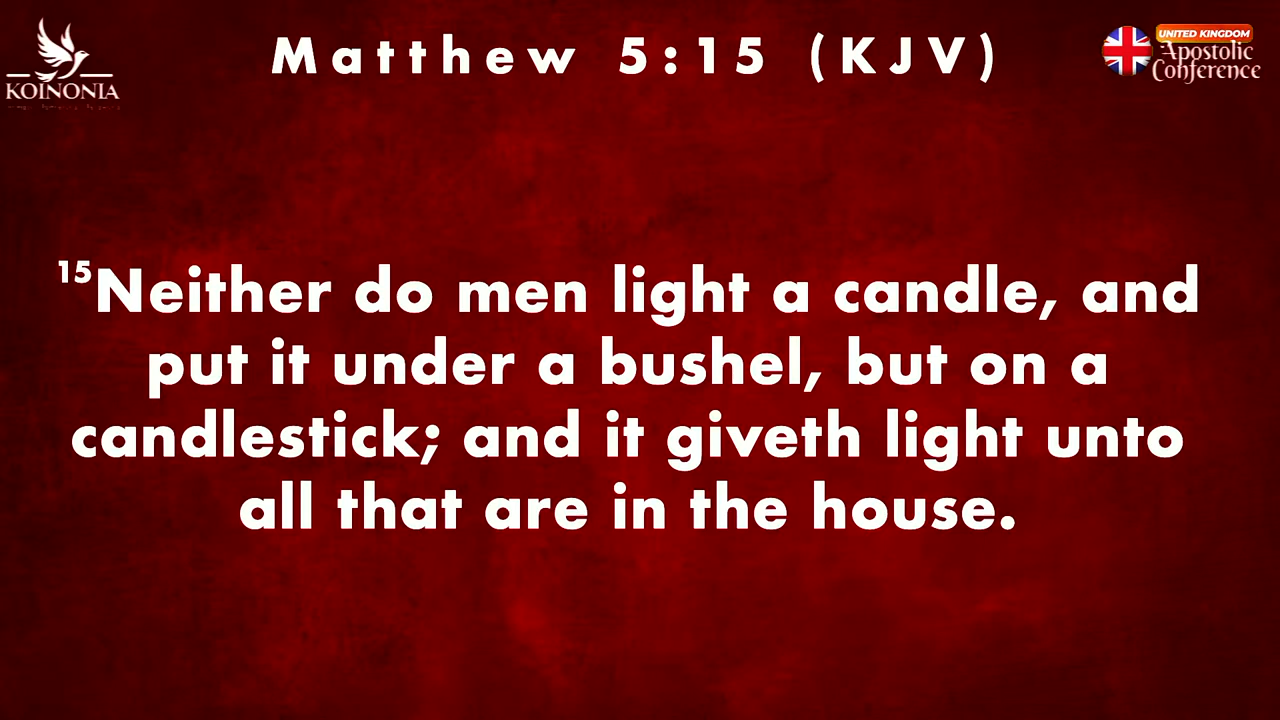 KOINONIA
Matthew 5:15 (KJV)
UNITED KINGDOM
Apostolic
Conference
15Neither do men light a candle, and
put it under a bushel, but on a
candlestick; and it giveth light unto
all that are in the house.